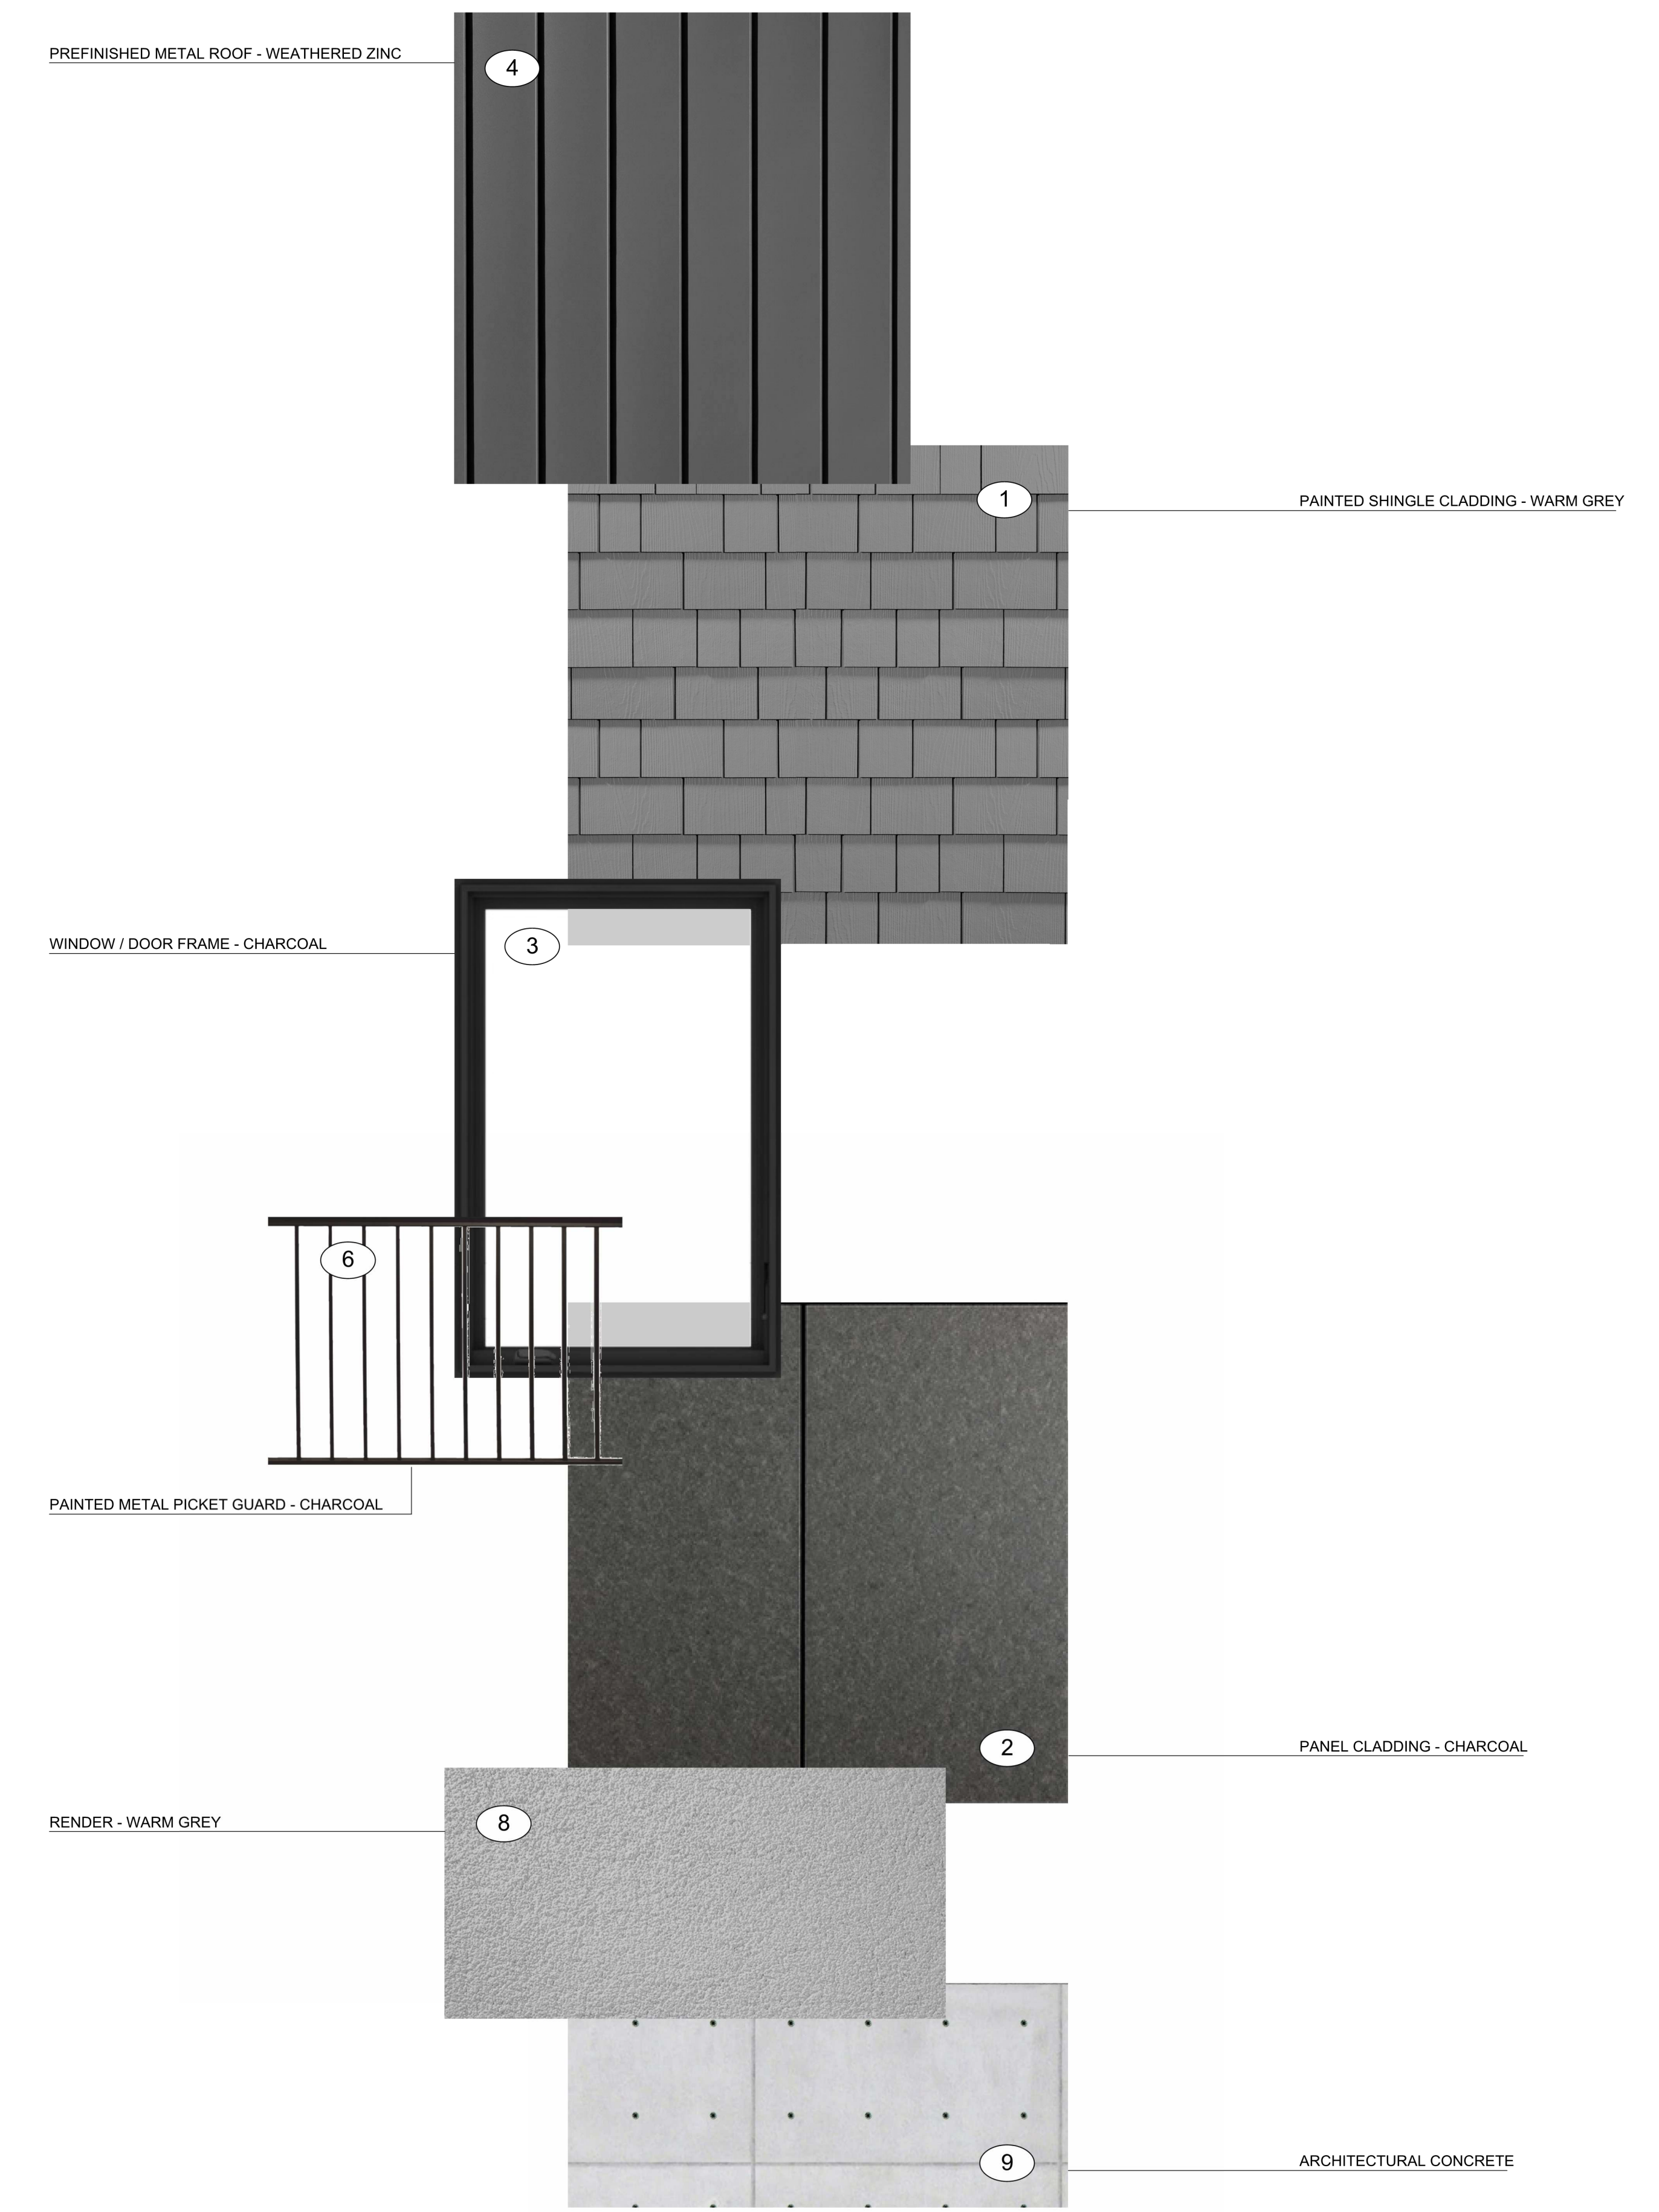 PREFINISHED METAL ROOF - WEATHERED ZINC
4
1
PAINTED SHINGLE CLADDING - WARM GREY
WINDOW / DOOR FRAME - CHARCOAL
3
6
PAINTED METAL PICKET GUARD - CHARCOAL
2
PANEL CLADDING - CHARCOAL
RENDER - WARM GREY
8
9
ARCHITECTURAL CONCRETE